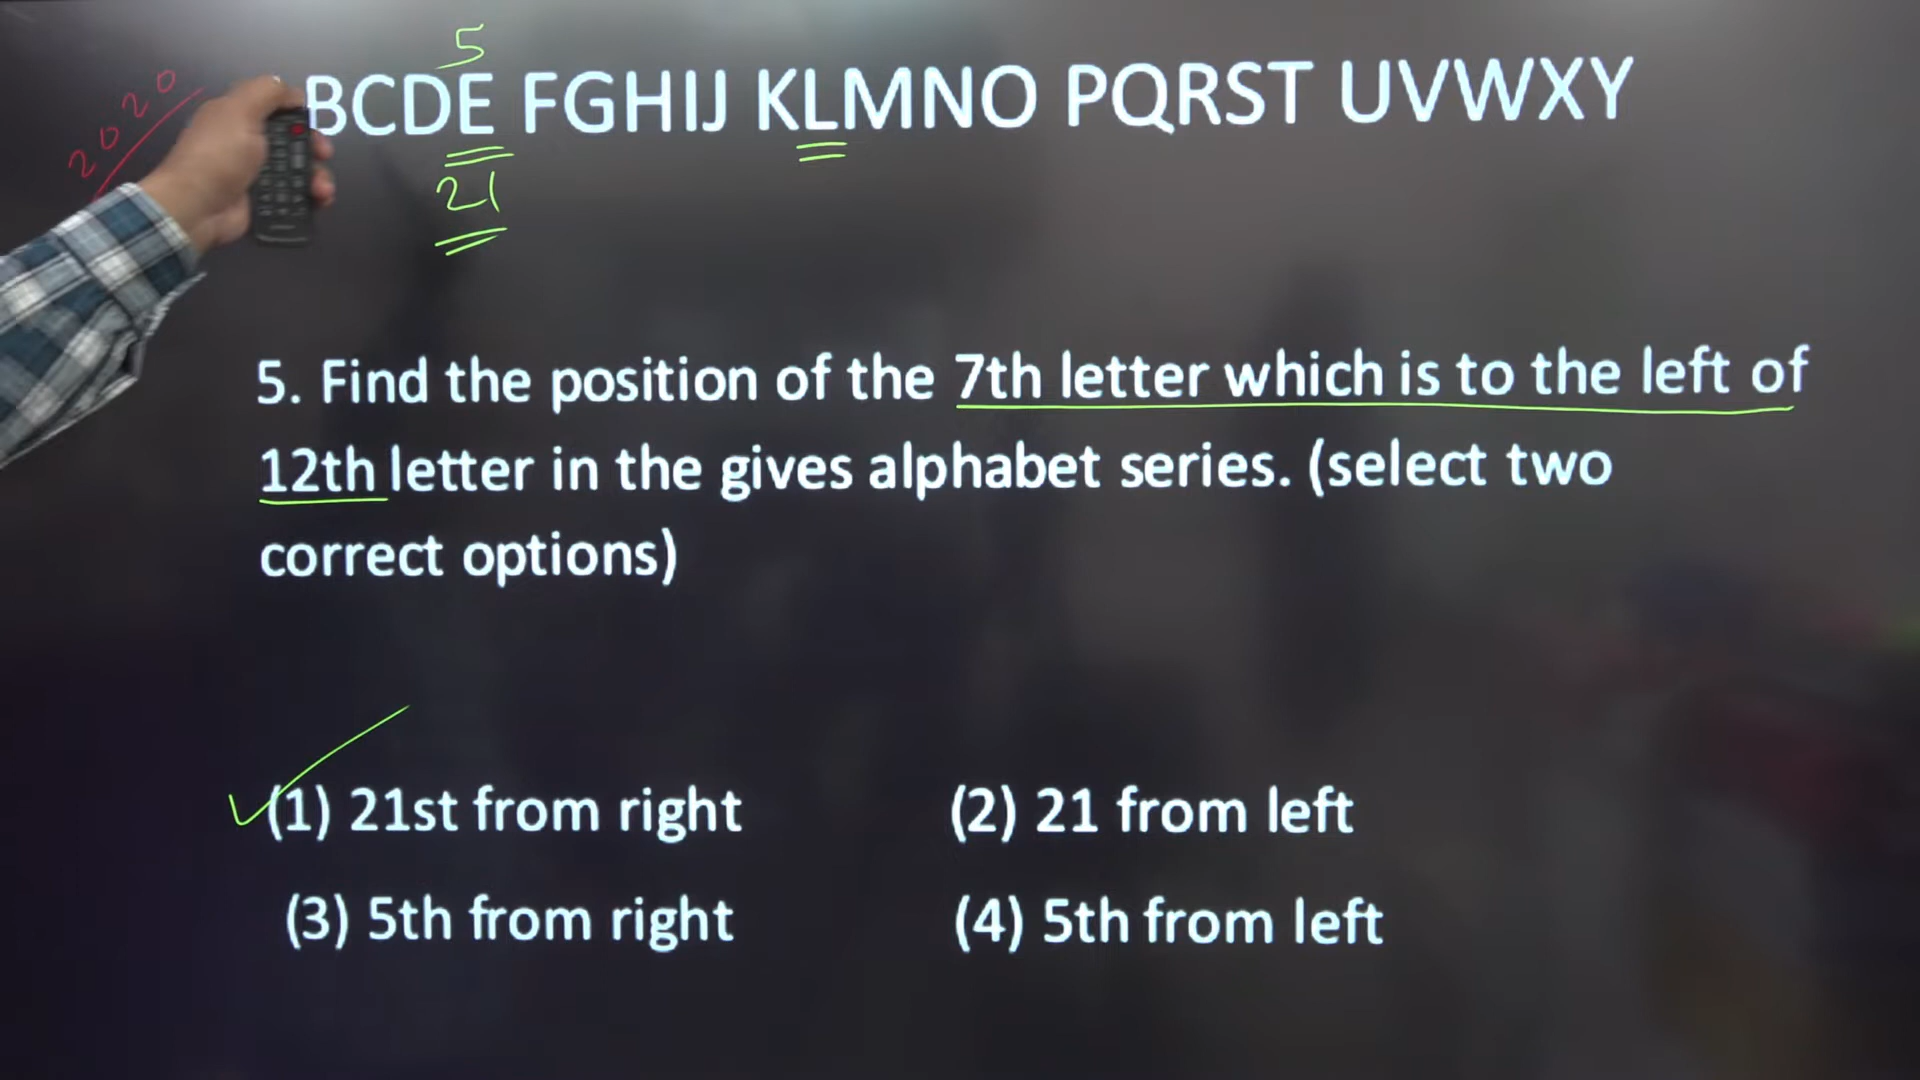 5
2020
BCDE FGHIJ KLMNO PQRST UVWXY
21
5. Find the position of the 7th letter which is to the left of
12th letter in the gives alphabet series. (select two
correct options)
(1) 21st from right (2) 21 from left
(3) 5th from right (4) 5th from left